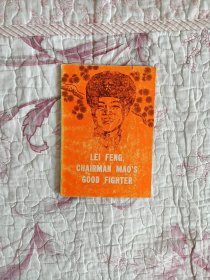 LEI FENG,
CHAIRMAN MAO'S
GOOD FIGHTER